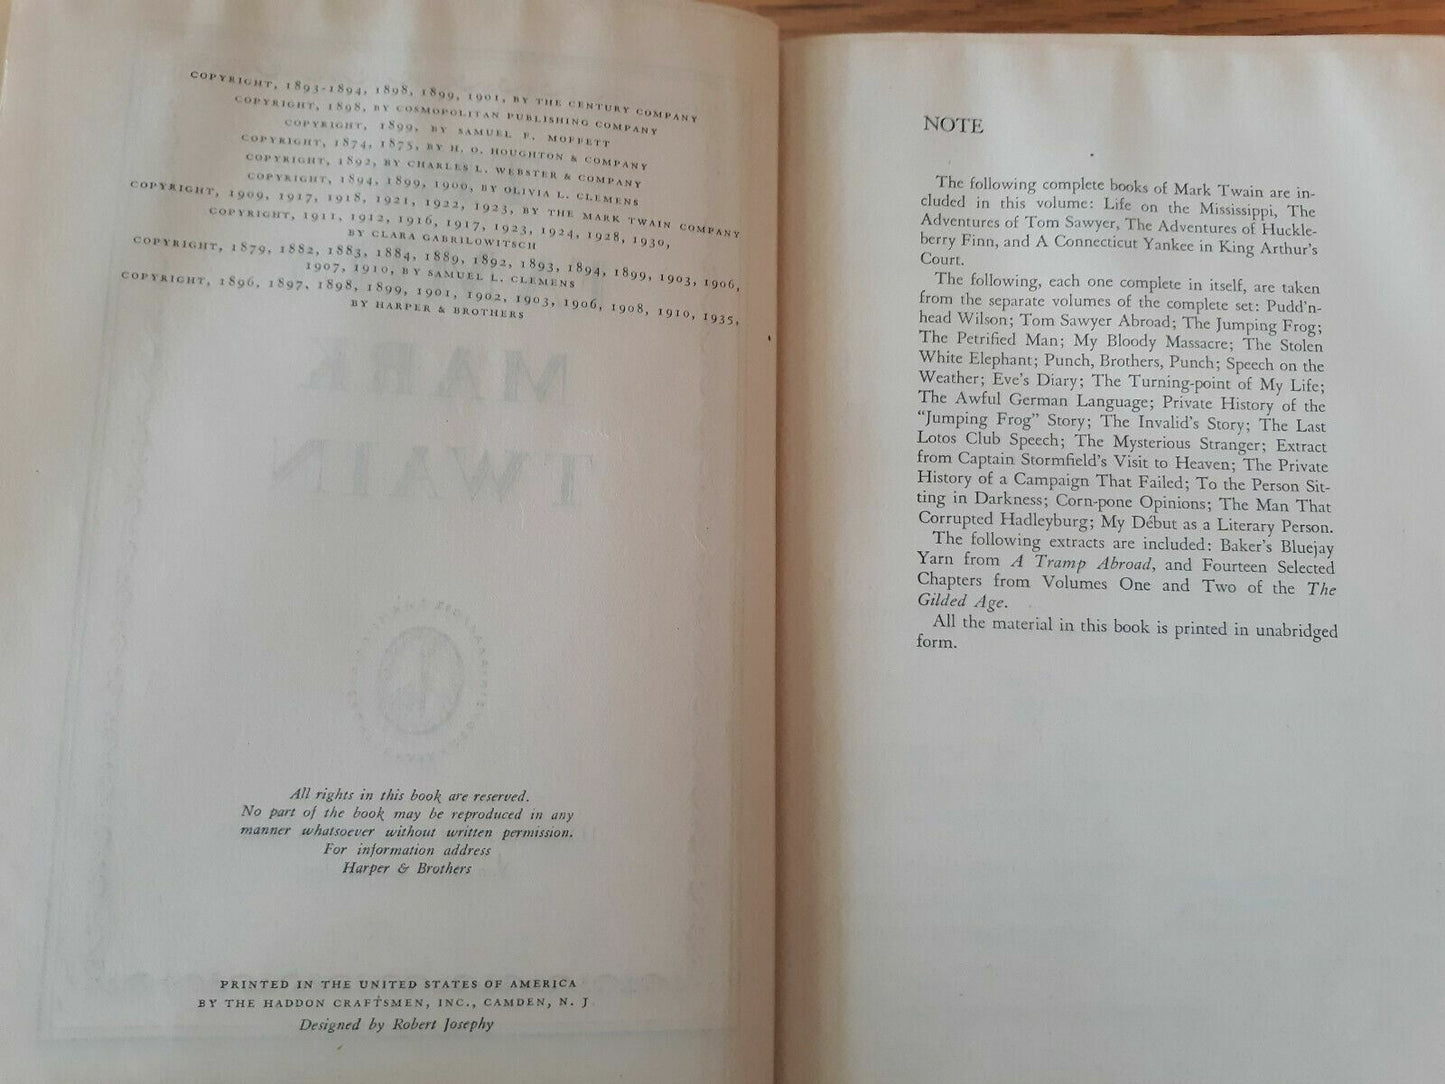 COPYRIGHT, 1893-1894, 1898, 1899, 1901, BY THE CENTURY COMPANY
COPYRIGHT, 1898, BY COSMOPOLITAN PUBLISHING COMPANY
COPYRIGHT, 1899, BY SAMUEL F. MOFFETT
COPYRIGHT, 1874, 1875, BY H. O. HOUGHTON & COMPANY
COPYRIGHT, 1892, BY CHARLES L. WEBSTER & COMPANY
COPYRIGHT, 1894, 1899, 1900, BY OLIVIA L. CLEMENS
COPYRIGHT, 1909, 1917, 1918, 1921, 1922, 1923, BY THE MARK TWAIN COMPANY
COPYRIGHT, 1911, 1912, 1916, 1917, 1923, 1924, 1928, 1930,
BY CLARA GABRILOWITSCH
COPYRIGHT, 1879, 1882, 1883, 1884, 1889, 1892, 1893, 1894, 1899, 1903, 1906,
1907, 1910, BY SAMUEL L. CLEMENS
COPYRIGHT, 1896, 1897, 1898, 1899, 1901, 1902, 1903, 1906, 1908, 1910, 1935,
BY HARPER & BROTHERS
MARK
TWAIN
All rights in this book are reserved.
No part of the book may be reproduced in any
manner whatsoever without written permission.
For information address
Harper & Brothers
PRINTED IN THE UNITED STATES OF AMERICA
BY THE HADDON CRAFTSMEN, INC., CAMDEN, N. J
Designed by Robert Josephy
NOTE
The following complete books of Mark Twain are in-
cluded in this volume: Life on the Mississippi, The
Adventures of Tom Sawyer, The Adventures of Huckle-
berry Finn, and A Connecticut Yankee in King Arthur's
Court.
The following, each one complete in itself, are taken
from the separate volumes of the complete set: Pudd'n-
head Wilson; Tom Sawyer Abroad; The Jumping Frog;
The Petrified Man; My Bloody Massacre; The Stolen
White Elephant; Punch, Brothers, Punch; Speech on the
Weather; Eve's Diary; The Turning-point of My Life;
The Awful German Language; Private History of the
"Jumping Frog" Story; The Invalid's Story; The Last
Lotos Club Speech; The Mysterious Stranger; Extract
from Captain Stormfield's Visit to Heaven; The Private
History of a Campaign That Failed; To the Person Sit-
ting in Darkness; Corn-pone Opinions; The Man That
Corrupted Hadleyburg; My Début as a Literary Person.
The following extracts are included: Baker's Bluejay
Yarn from A Tramp Abroad, and Fourteen Selected
Chapters from Volumes One and Two of the The
Gilded Age.
All the material in this book is printed in unabridged
form.